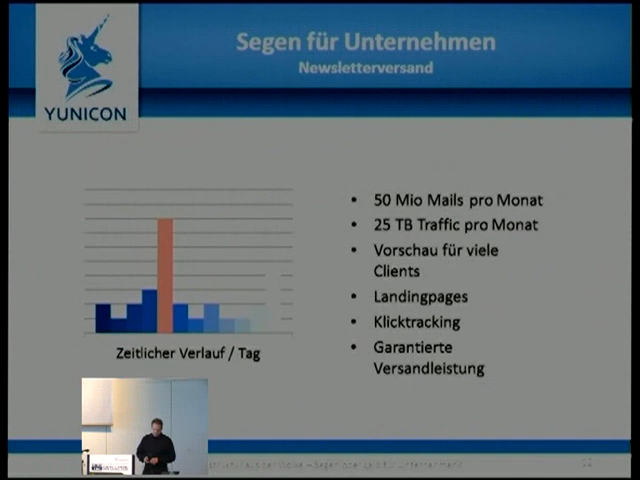 Segen für Unternehmen
Newsletterversand
YUNICON
• 50 Mio Mails pro Monat
• 25 TB Traffic pro Monat
• Vorschau für viele
Clients
• Landingpages
• Klicktracking
• Garantierte
Versandleistung
Zeitlicher Verlauf / Tag